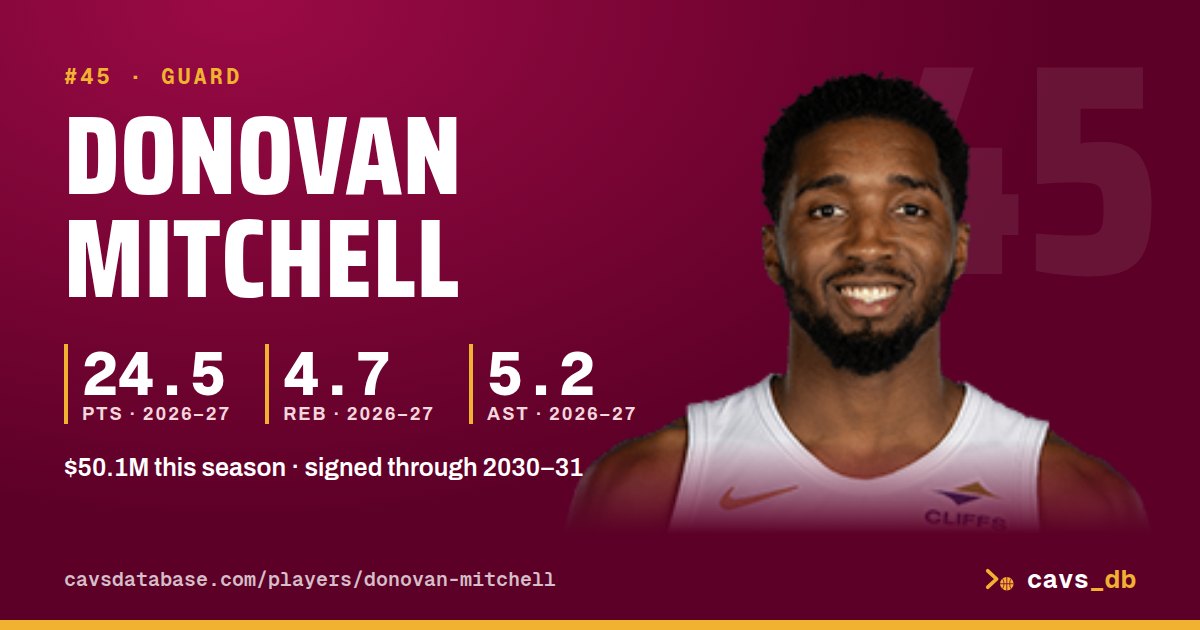 #45 · GUARD
45
DONOVAN
MITCHELL
24.5 4.7 5.2
PTS · 2026–27 REB · 2026–27 AST · 2026–27
$50.1M this season · signed through 2030–31
CLIFFS
cavsdatabase.com/players/donovan-mitchell
cavs_db